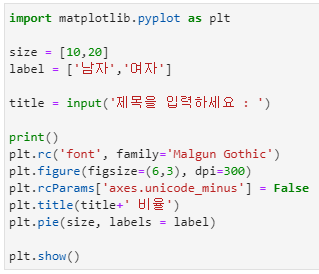 import matplotlib.pyplot as plt
size = [10,20]
label = ['남자','여자']
title = input('제목을 입력하세요 : ')
print()
plt.rc('font', family='Malgun Gothic')
plt.figure(figsize=(6,3), dpi=300)
plt.rcParams['axes.unicode_minus'] = False
plt.title(title+' 비율')
plt.pie(size, labels = label)
plt.show()